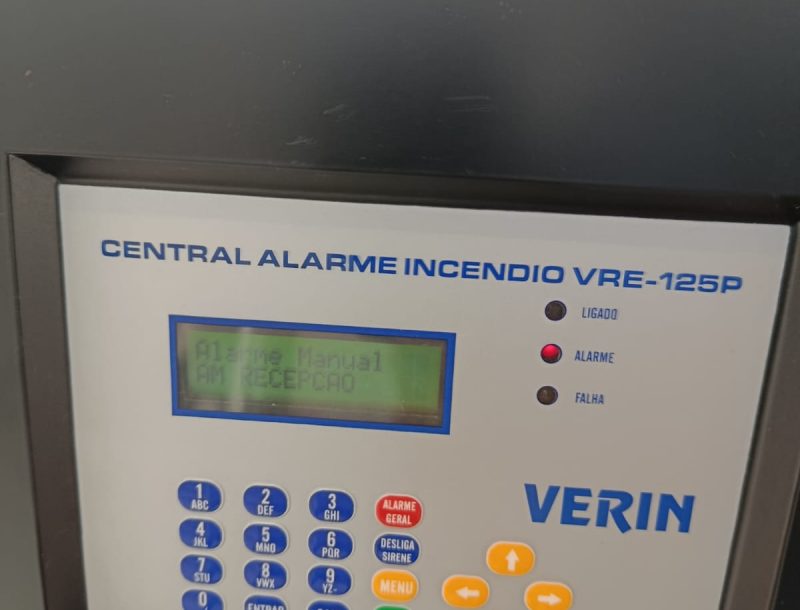 CENTRAL ALARME INCENDIO VRE-125P
LIGADO
Alarme Manual
AM RECEPCAO
ALARME
FALHA
VERIN
1 ABC
2 DEF
3 GHI
ALARME GERAL
4 JKL
5 MNO
6 PQR
DESLIGA SIRENE
7 STU
8 VWX
9 YZ-
MENU
0
ENTRAR